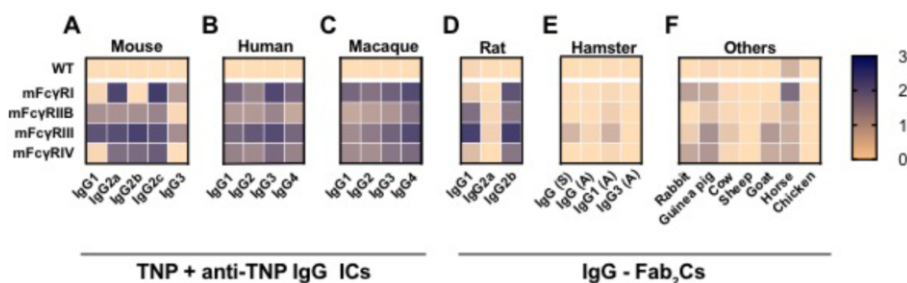 A
B
C
D
E
F
Mouse
Human
Macaque
Rat
Hamster
Others
WT
mFcγRI
mFcγRIIB
mFcγRIII
mFcγRIV
3
2
1
0
IgG1
IgG2a
IgG2b
IgG2c
IgG3
IgG1
IgG2
IgG3
IgG4
IgG1
IgG2
IgG3
IgG4
IgG1
IgG2a
IgG2b
IgG (S)
IgG (A)
IgG1 (A)
IgG3 (A)
Rabbit
Guinea pig
Cow
Sheep
Goat
Horse
Chicken
TNP + anti-TNP IgG ICs
IgG - Fab₂Cs